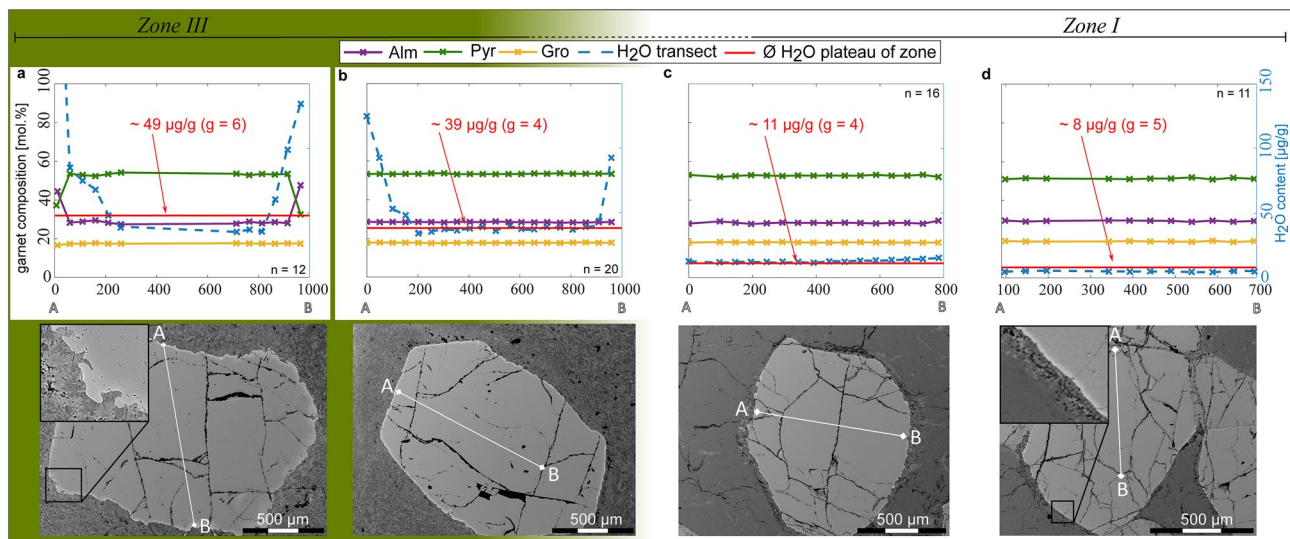 Zone III
Zone I
Alm Pyr Gro H₂O transect Ø H₂O plateau of zone
a
b
c
d
100
80
60
40
20
0
garnet composition [mol.%]
~ 49 µg/g (g = 6)
n = 12
0 200 400 600 800 1000
A B
~ 39 µg/g (g = 4)
n = 20
0 200 400 600 800 1000
A B
n = 16
~ 11 µg/g (g = 4)
0 200 400 600 800
A B
n = 11
~ 8 µg/g (g = 5)
100 200 300 400 500 600 700
A B
150
100
50
0
H₂O content [µg/g]
A
B
500 µm
A
B
500 µm
A
B
500 µm
A
B
500 µm